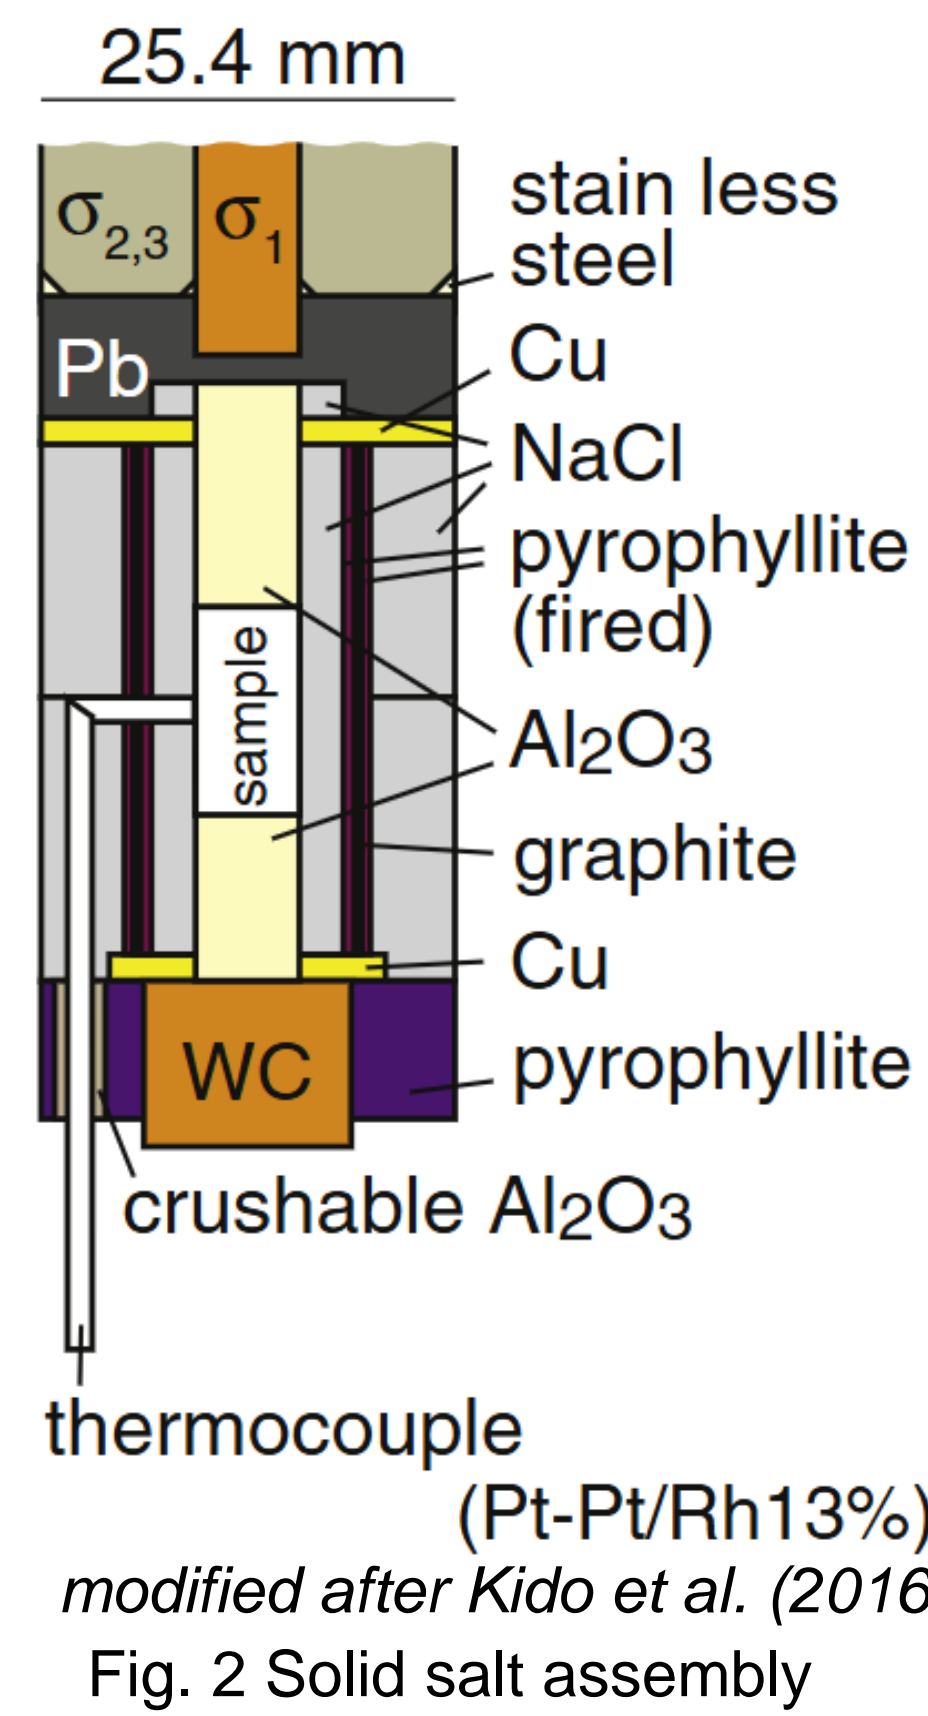 25.4 mm
σ2,3
σ1
stain less
steel
Pb
Cu
NaCl
pyrophyllite
(fired)
sample
Al2O3
graphite
Cu
WC
pyrophyllite
crushable Al2O3
thermocouple
(Pt-Pt/Rh13%)
modified after Kido et al. (2016
Fig. 2 Solid salt assembly